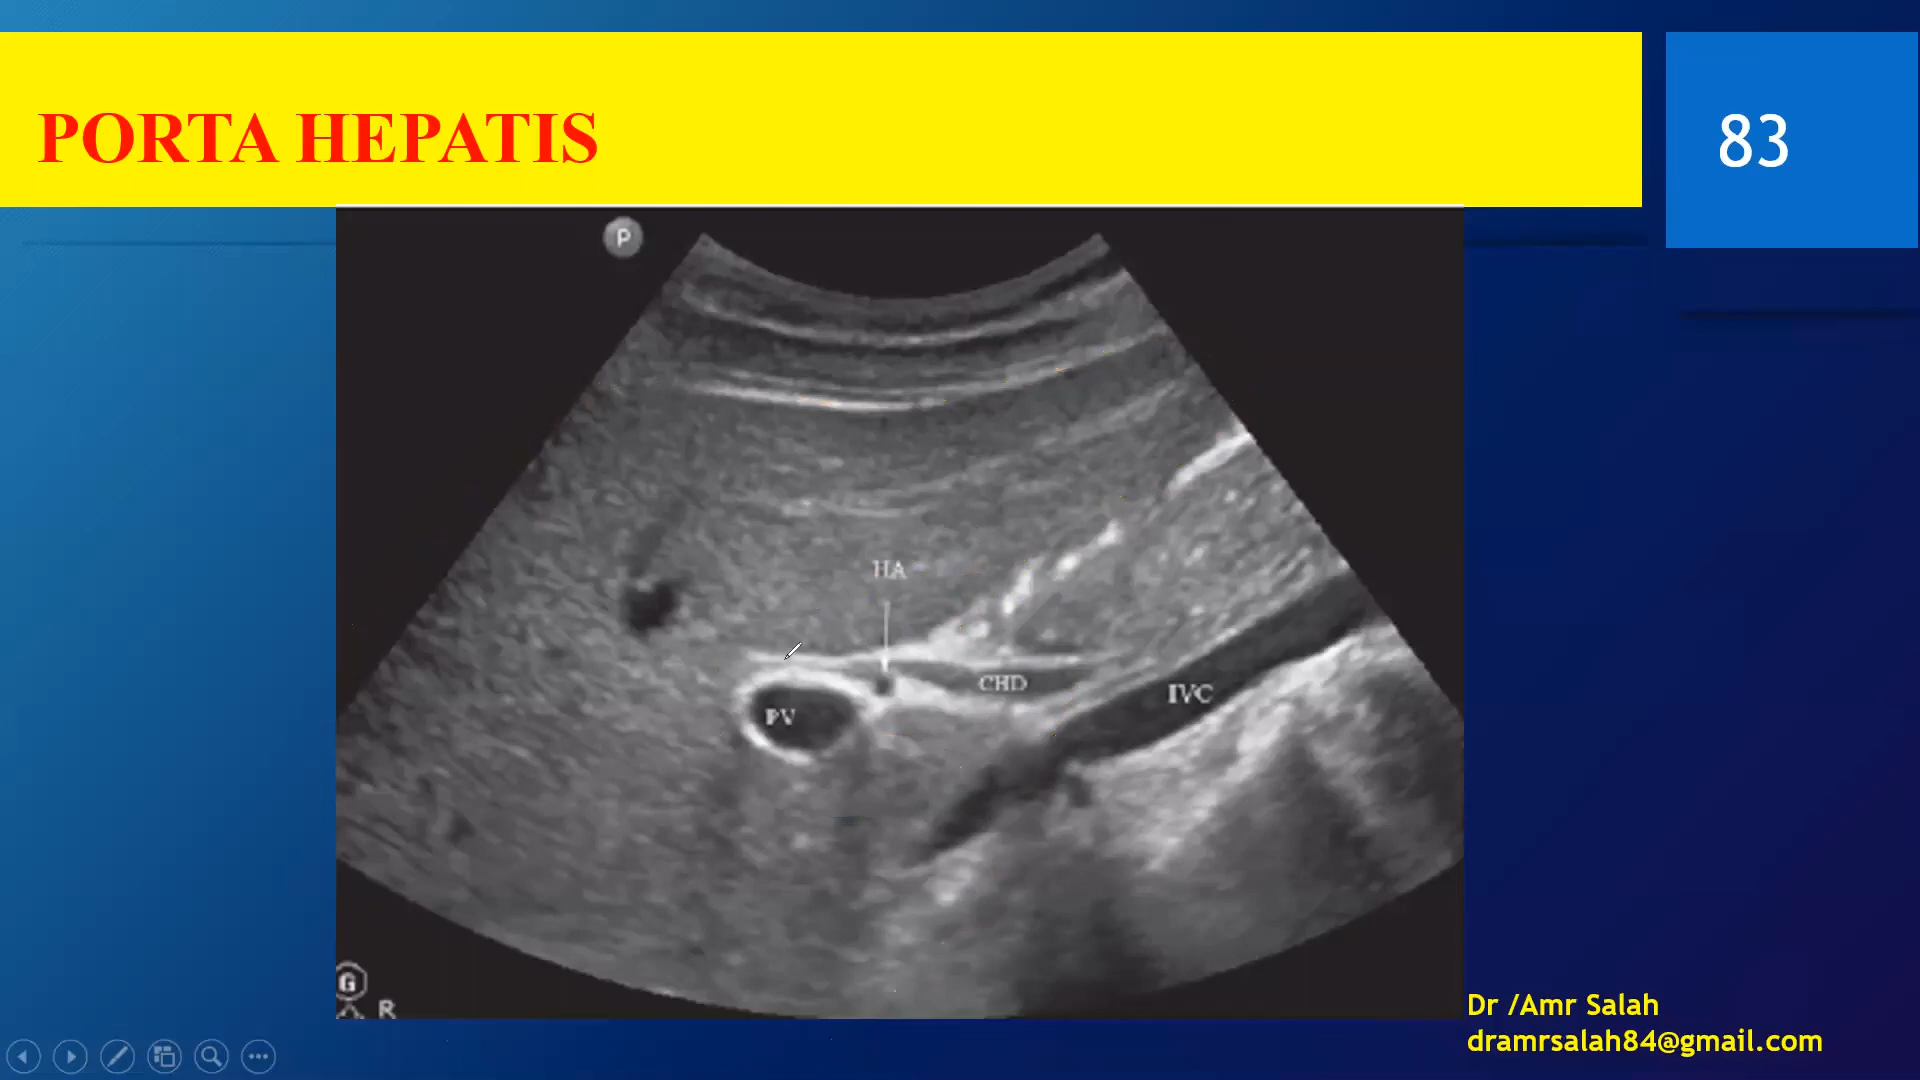 PORTA HEPATIS
83
P
HA
CHD
IVC
PV
G
R
Dr /Amr Salah
dramrsalah84@gmail.com